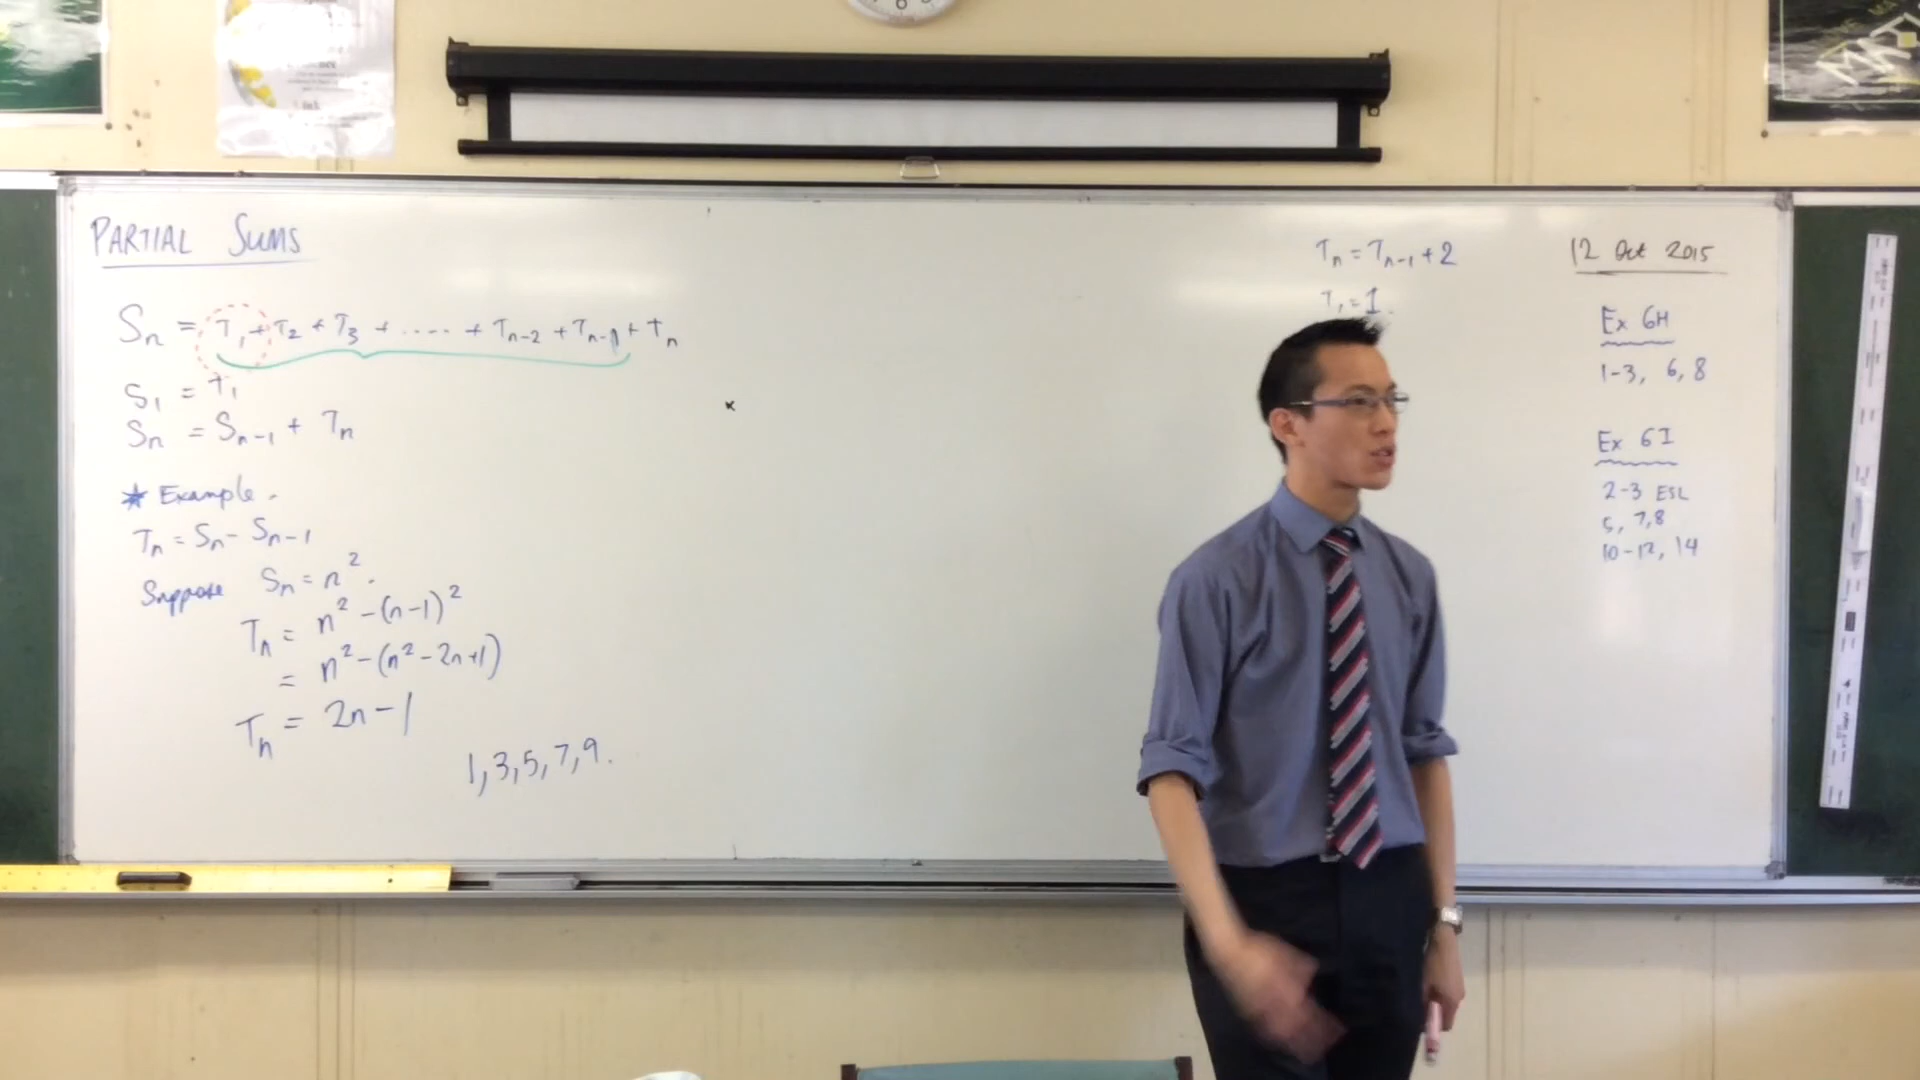 PARTIAL SUMS
Sn = T1 + T2 + T3 + .... + Tn-2 + Tn-1 + Tn
S1 = T1
Sn = Sn-1 + Tn
* Example.
Tn = Sn - Sn-1
Suppose Sn = n².
Tn = n² - (n-1)²
= n² - (n² - 2n+1)
Tn = 2n - 1
1, 3, 5, 7, 9.
Tn = Tn-1 + 2
T1 = 1.
12 Oct 2015
Ex 6H
1-3, 6, 8
Ex 6I
2-3 ESL
5, 7, 8
10-12, 14
6
ink